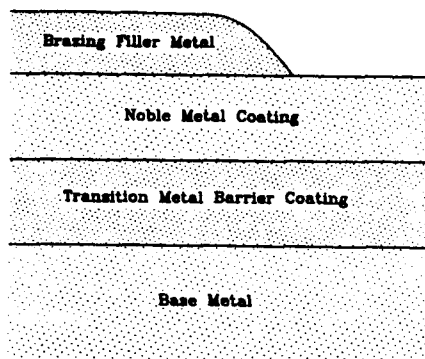 Brazing Filler Metal
Noble Metal Coating
Transition Metal Barrier Coating
Base Metal